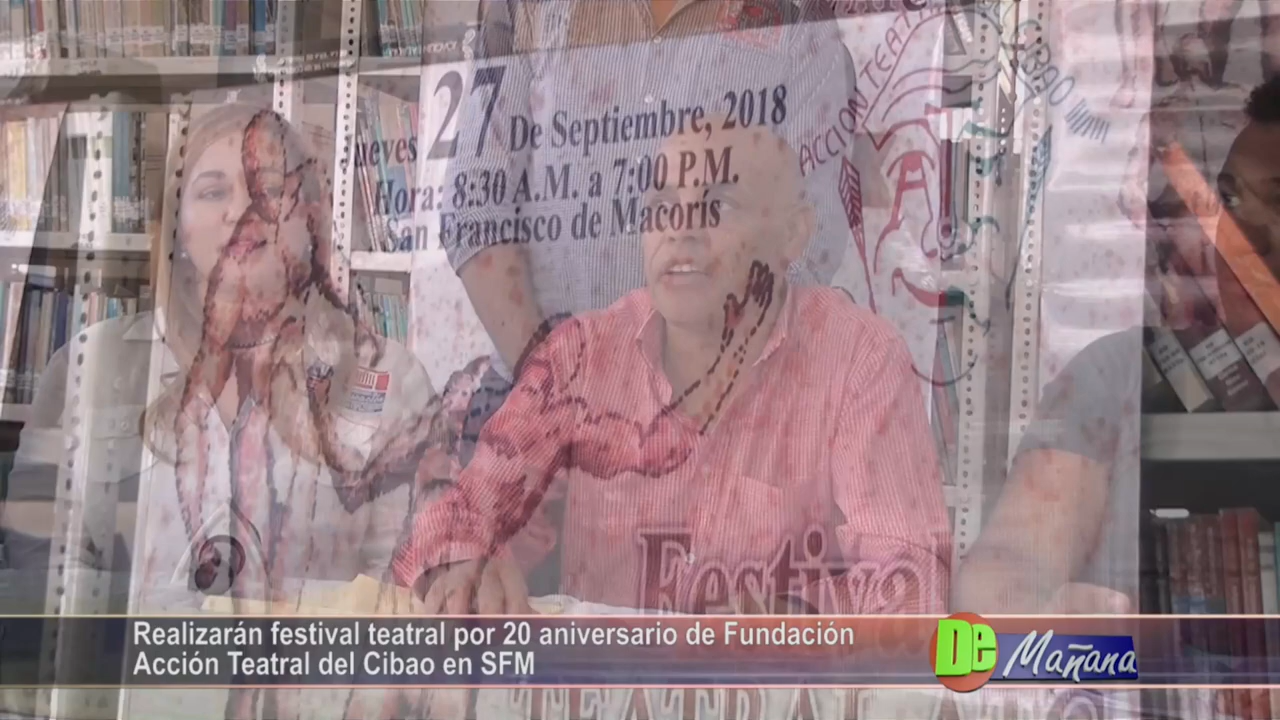 Jueves 27 De Septiembre, 2018
Hora: 8:30 A.M. a 7:00 P.M.
San Francisco de Macorís
ACCION TEATRAL
CIBAO
Festival
TEATRAL
Realizarán festival teatral por 20 aniversario de Fundación
Acción Teatral del Cibao en SFM
De Mañana